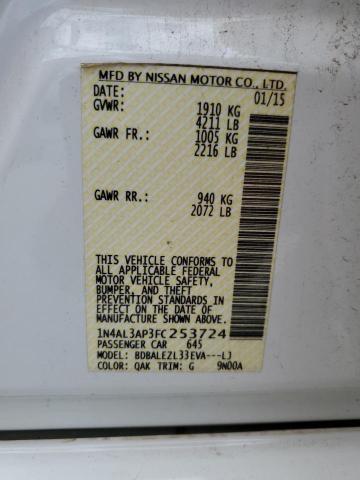 MFD BY NISSAN MOTOR CO., LTD.
DATE: 01/15
GVWR: 1910 KG
4211 LB
GAWR FR.: 1005 KG
2216 LB
GAWR RR.: 940 KG
2072 LB
THIS VEHICLE CONFORMS TO
ALL APPLICABLE FEDERAL
MOTOR VEHICLE SAFETY,
BUMPER, AND THEFT
PREVENTION STANDARDS IN
EFFECT ON THE DATE OF
MANUFACTURE SHOWN ABOVE.
1N4AL3AP3FC253724
PASSENGER CAR 645
MODEL: BDBALEZL33EVA---LJ
COLOR: QAK TRIM: G 9N00A